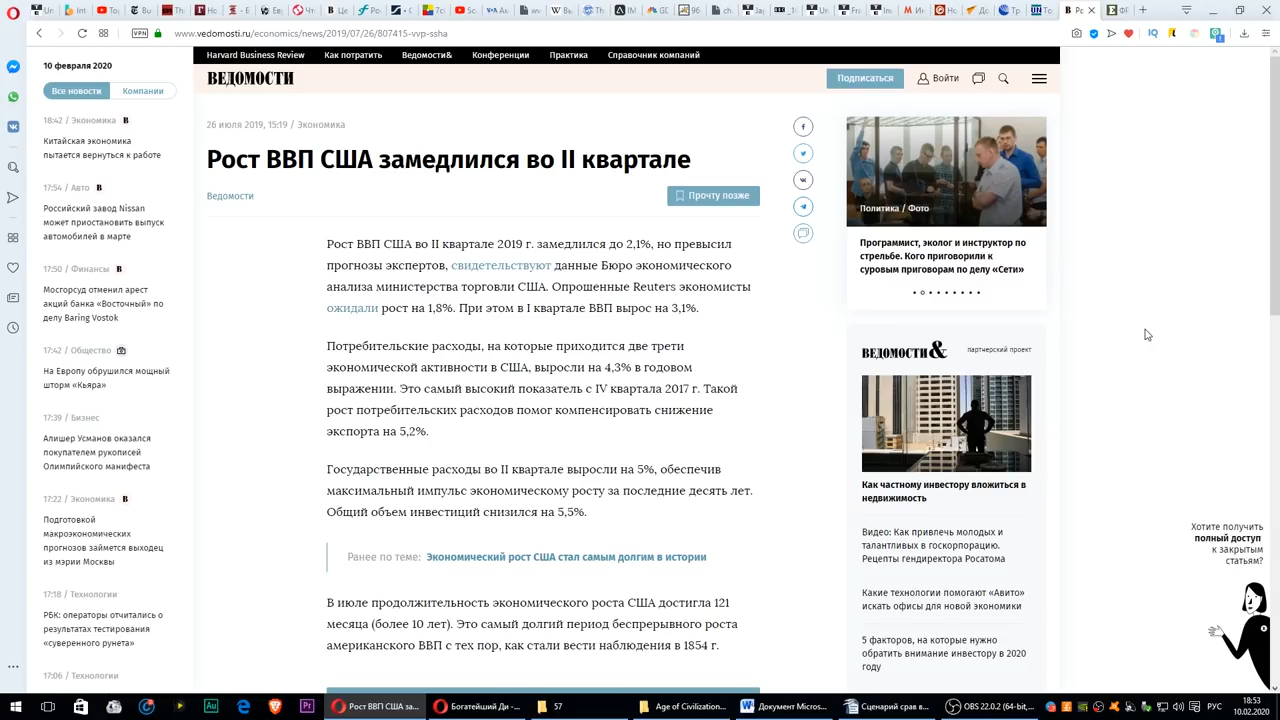 VPN
www.vedomosti.ru/economics/news/2019/07/26/807415-vvp-ssha
Harvard Business Review Как потратить Ведомости& Конференции Практика Справочник компаний
10 февраля 2020
Все новости Компании
18:42 / Экономика В
Китайская экономика
пытается вернуться к работе
17:54 / Авто В
Российский завод Nissan
может приостановить выпуск
автомобилей в марте
17:50 / Финансы В
Мосгорсуд отменил арест
акций банка «Восточный» по
делу Baring Vostok
17:42 / Общество
На Европу обрушился мощный
шторм «Кьяра»
17:39 / Бизнес
Алишер Усманов оказался
покупателем рукописей
Олимпийского манифеста
17:22 / Экономика В
Подготовкой
макроэкономических
прогнозов займется выходец
из мэрии Москвы
17:18 / Технологии
РБК: операторы отчитались о
результатах тестирования
«суверенного рунета»
17:06 / Технологии
ВЕДОМОСТИ
Подписаться Войти
26 июля 2019, 15:19 / Экономика
Рост ВВП США замедлился во II квартале
Ведомости
Прочту позже
Рост ВВП США во II квартале 2019 г. замедлился до 2,1%, но превысил
прогнозы экспертов, свидетельствуют данные Бюро экономического
анализа министерства торговли США. Опрошенные Reuters экономисты
ожидали рост на 1,8%. При этом в I квартале ВВП вырос на 3,1%.
Потребительские расходы, на которые приходится две трети
экономической активности в США, выросли на 4,3% в годовом
выражении. Это самый высокий показатель с IV квартала 2017 г. Такой
рост потребительских расходов помог компенсировать снижение
экспорта на 5,2%.
Государственные расходы во II квартале выросли на 5%, обеспечив
максимальный импульс экономическому росту за последние десять лет.
Общий объем инвестиций снизился на 5,5%.
Ранее по теме: Экономический рост США стал самым долгим в истории
В июле продолжительность экономического роста США достигла 121
месяца (более 10 лет). Это самый долгий период беспрерывного роста
американского ВВП с тех пор, как стали вести наблюдения в 1854 г.
Политика / Фото
Программист, эколог и инструктор по
стрельбе. Кого приговорили к
суровым приговорам по делу «Сети»
ВЕДОМОСТИ& партнерский проект
Как частному инвестору вложиться в
недвижимость
Видео: Как привлечь молодых и
талантливых в госкорпорацию.
Рецепты гендиректора Росатома
Какие технологии помогают «Авито»
искать офисы для новой экономики
5 факторов, на которые нужно
обратить внимание инвестору в 2020
году
Хотите получить
полный доступ
к закрытым
статьям?
Au Pr Рост ВВП США за... Богатейший Ди -... 57 Age of Civilization... Документ Micros... Сценарий срав в... OBS 22.0.2 (64-bit,... РУС
18:53
10.02.2020